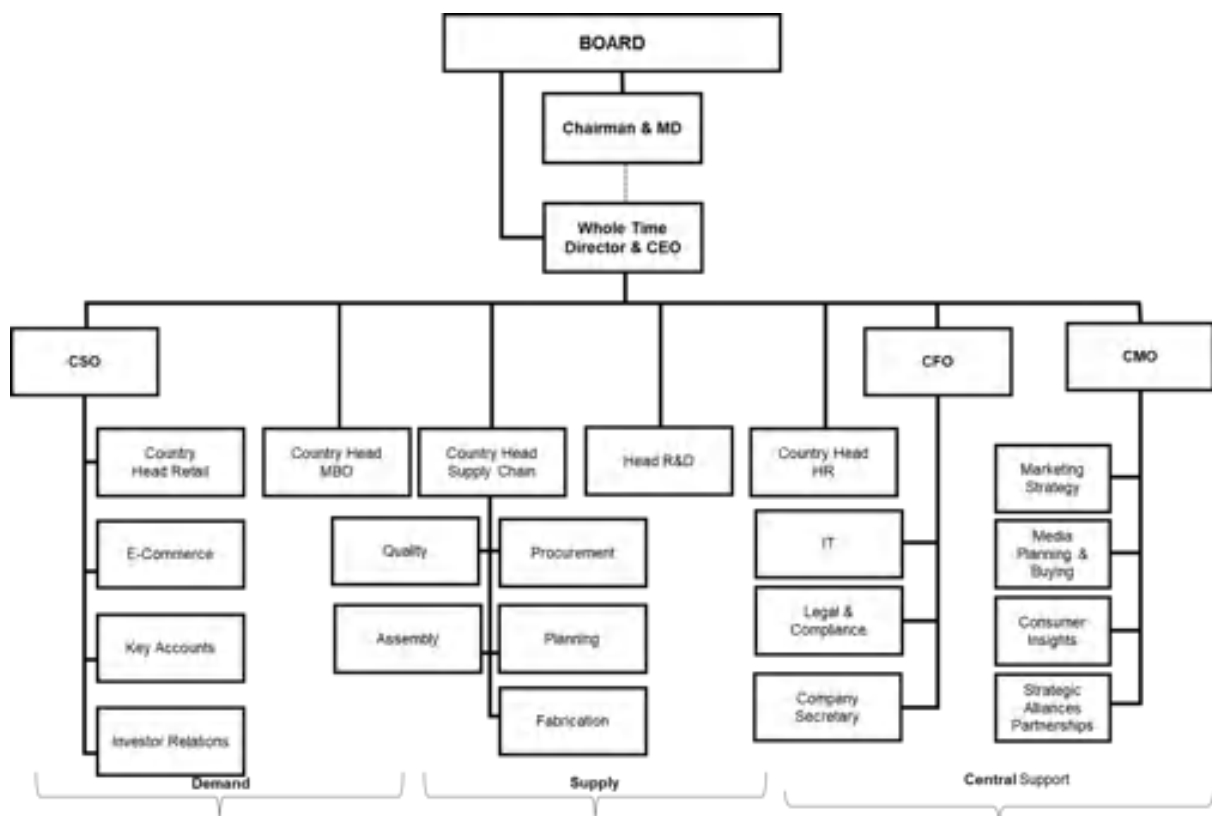 BOARD
Chairman & MD
Whole Time
Director & CEO
CSO
CFO
CMO
Country
Head Retail
Country Head
MBO
Country Head
Supply Chain
Head R&D
Country Head
HR
Marketing
Strategy
E-Commerce
Quality
Procurement
IT
Media
Planning &
Buying
Key Accounts
Assembly
Planning
Legal &
Compliance
Consumer
Insights
Investor Relations
Fabrication
Company
Secretary
Strategic
Alliances
Partnerships
Demand
Supply
Central Support